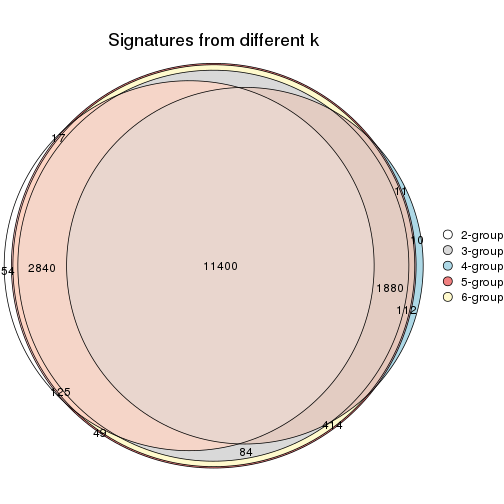 Signatures from different k
17
11
10
54
2840
11400
1880
112
125
49
84
414
2-group
3-group
4-group
5-group
6-group